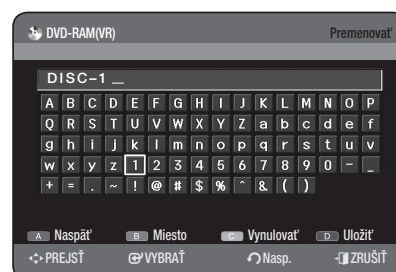 DVD-RAM(VR) Premenovať
DISC–1 _
A B C D E F G H I J K L M N O P
Q R S T U V W X Y Z a b c d e f
g h i j k l m n o p q r s t u v
w x y z 1 2 3 4 5 6 7 8 9 0 – _
+ = . ~ ! @ # $ % ^ & ( )
A Naspäť B Miesto C Vynulovať D Uložiť
PREJSŤ VYBRAŤ Nasp. ZRUŠIŤ